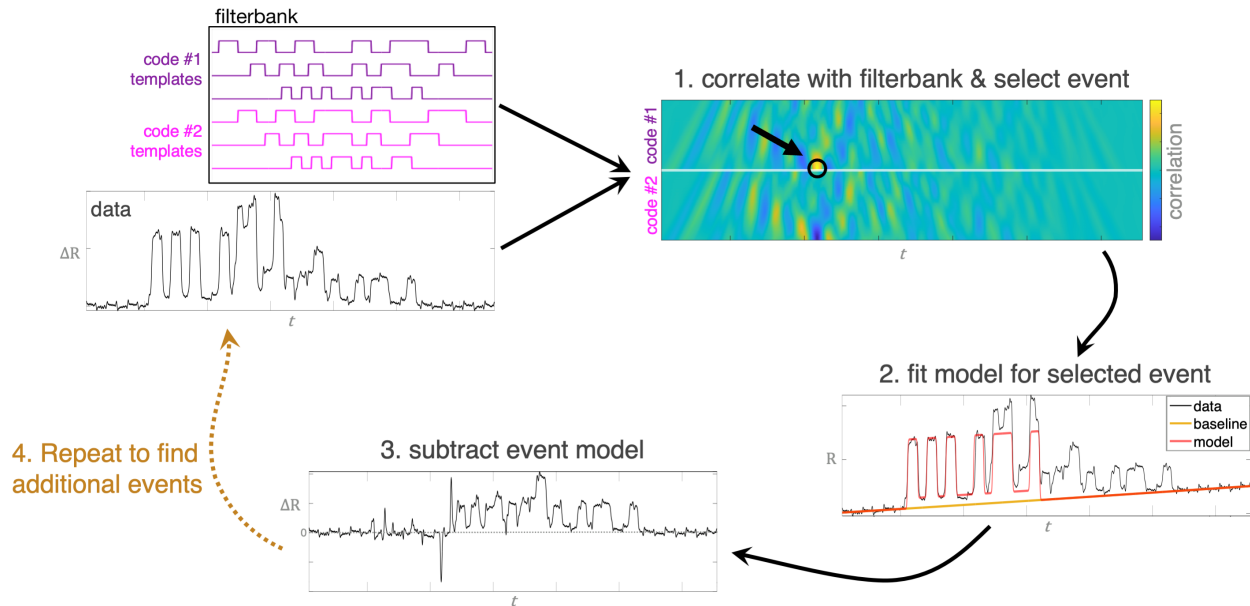 filterbank
code #1
templates
code #2
templates
data
ΔR
t
1. correlate with filterbank & select event
code #1
code #2
t
correlation
2. fit model for selected event
data
baseline
model
R
t
3. subtract event model
ΔR
0
t
4. Repeat to find
additional events